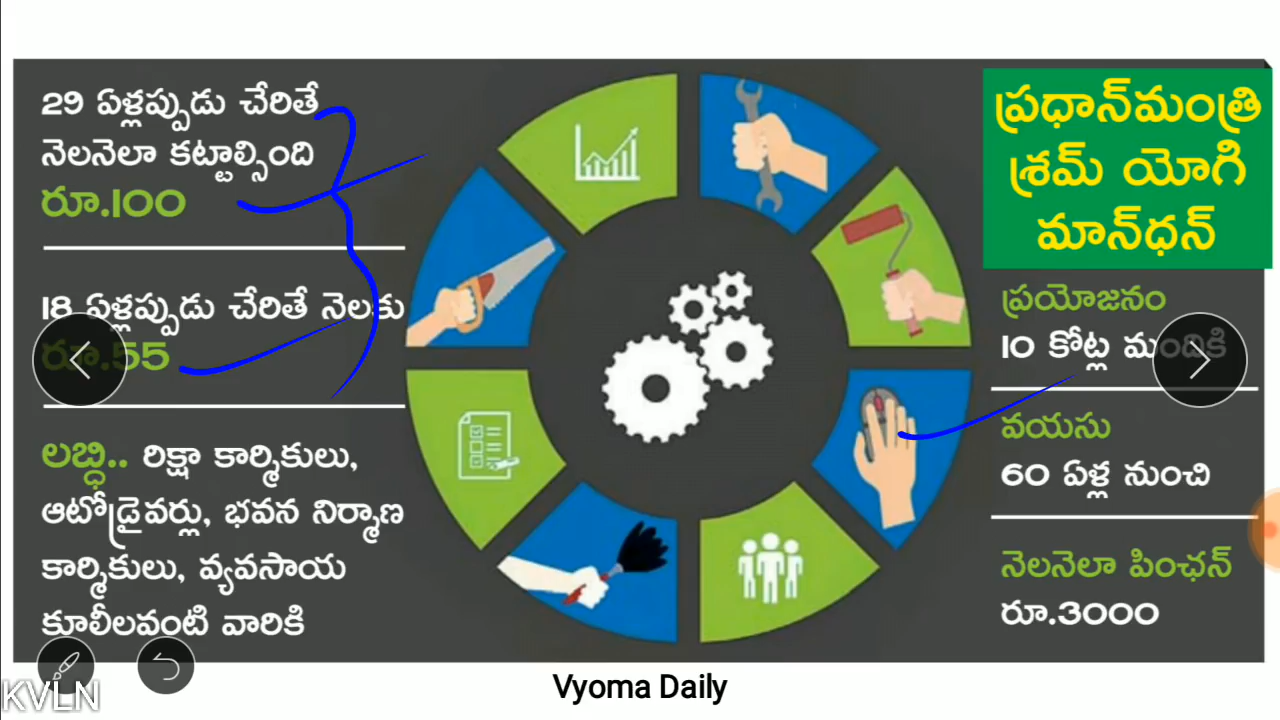 29 ఏళ్లప్పుడు చేరితే
నెలనెలా కట్టాల్సింది
రూ.100
18 ఏళ్లప్పుడు చేరితే నెలకు
రూ.55
లబ్ధి.. రిక్షా కార్మికులు,
ఆటోడ్రైవర్లు, భవన నిర్మాణ
కార్మికులు, వ్యవసాయ
కూలీలవంటి వారికి
ప్రధాన్‌మంత్రి
శ్రమ్ యోగి
మాన్‌ధన్
ప్రయోజనం
10 కోట్ల మందికి
వయసు
60 ఏళ్ల నుంచి
నెలనెలా పింఛన్
రూ.3000
KVLN
Vyoma Daily